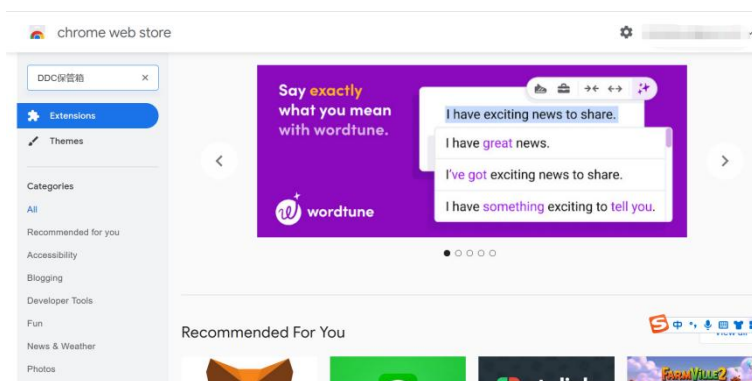 chrome web store
DDC保管箱
Extensions
Themes
Categories
All
Recommended for you
Accessibility
Blogging
Developer Tools
Fun
News & Weather
Photos
Say exactly
what you mean
with wordtune.
wordtune
I have exciting news to share.
I have great news.
I've got exciting news to share.
I have something exciting to tell you.
Recommended For You
中
FARMVILLE2